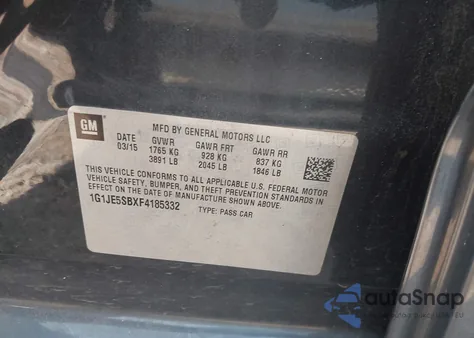 GM
MFD BY GENERAL MOTORS LLC
DATE GVWR GAWR FRT GAWR RR
03/15 1765 KG 928 KG 837 KG
3891 LB 2045 LB 1846 LB
THIS VEHICLE CONFORMS TO ALL APPLICABLE U.S. FEDERAL MOTOR
VEHICLE SAFETY, BUMPER, AND THEFT PREVENTION STANDARDS
IN EFFECT ON THE DATE OF MANUFACTURE SHOWN ABOVE.
1G1JE5SBXF4185332 TYPE: PASS CAR
autoSnap